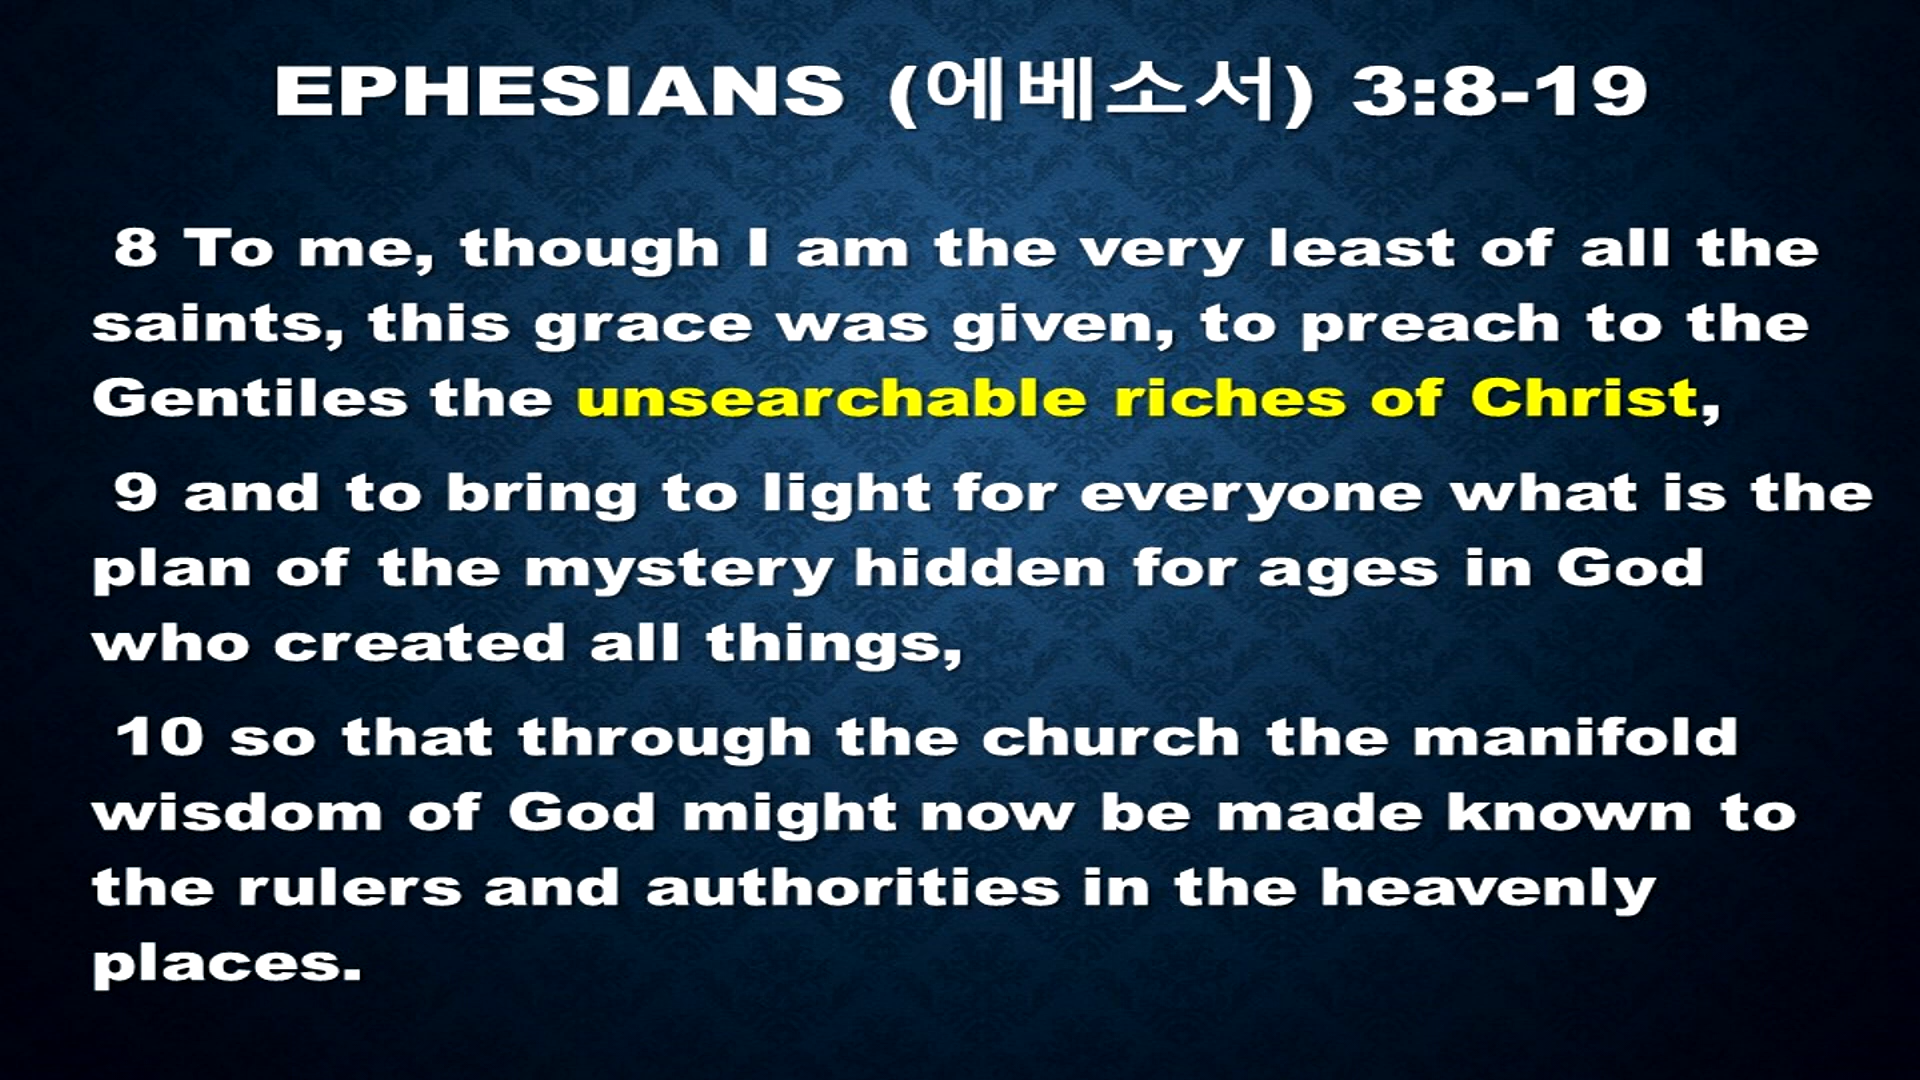 EPHESIANS (에베소서) 3:8-19
8 To me, though I am the very least of all the
saints, this grace was given, to preach to the
Gentiles the unsearchable riches of Christ,
9 and to bring to light for everyone what is the
plan of the mystery hidden for ages in God
who created all things,
10 so that through the church the manifold
wisdom of God might now be made known to
the rulers and authorities in the heavenly
places.